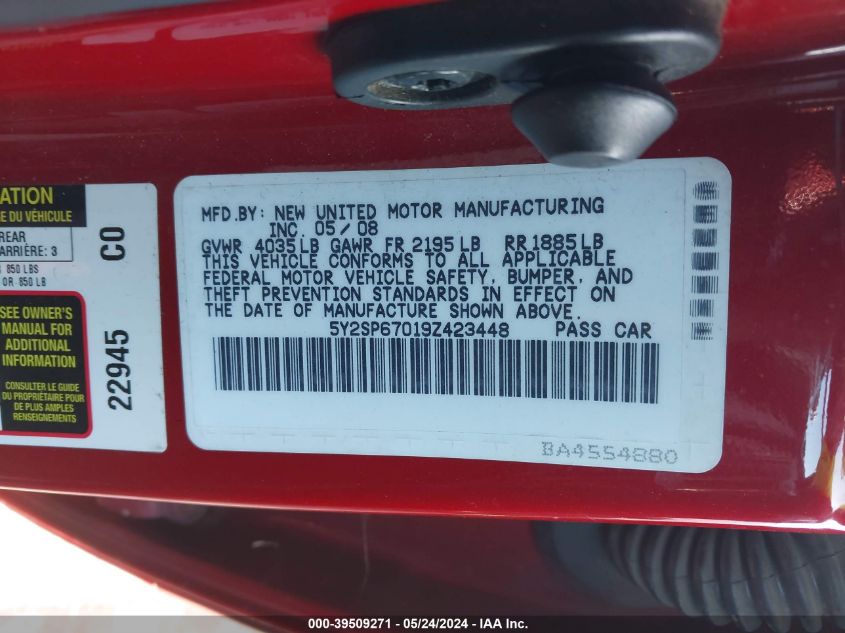 ATION
E DU VÉHICULE
REAR
ARRIÈRE: 3
850 LBS
OR 850 LB
SEE OWNER'S
MANUAL FOR
ADDITIONAL
INFORMATION
CONSULTER LE GUIDE
DU PROPRIÉTAIRE POUR
DE PLUS AMPLES
RENSEIGNEMENTS
22945 CO
MFD.BY: NEW UNITED MOTOR MANUFACTURING
INC. 05/08
GVWR 4035LB GAWR FR 2195LB RR 1885LB
THIS VEHICLE CONFORMS TO ALL APPLICABLE
FEDERAL MOTOR VEHICLE SAFETY, BUMPER, AND
THEFT PREVENTION STANDARDS IN EFFECT ON
THE DATE OF MANUFACTURE SHOWN ABOVE.
5Y2SP67019Z423448 PASS CAR
BA4554880
000-39509271 - 05/24/2024 - IAA Inc.